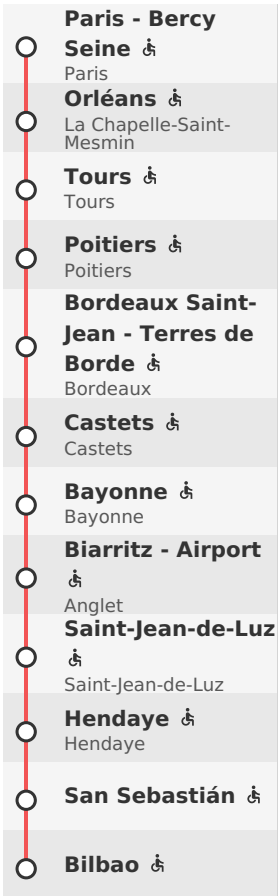 Paris - Bercy
Seine
Paris
Orléans
La Chapelle-Saint-
Mesmin
Tours
Tours
Poitiers
Poitiers
Bordeaux Saint-
Jean - Terres de
Borde
Bordeaux
Castets
Castets
Bayonne
Bayonne
Biarritz - Airport
Anglet
Saint-Jean-de-Luz
Saint-Jean-de-Luz
Hendaye
Hendaye
San Sebastián
Bilbao